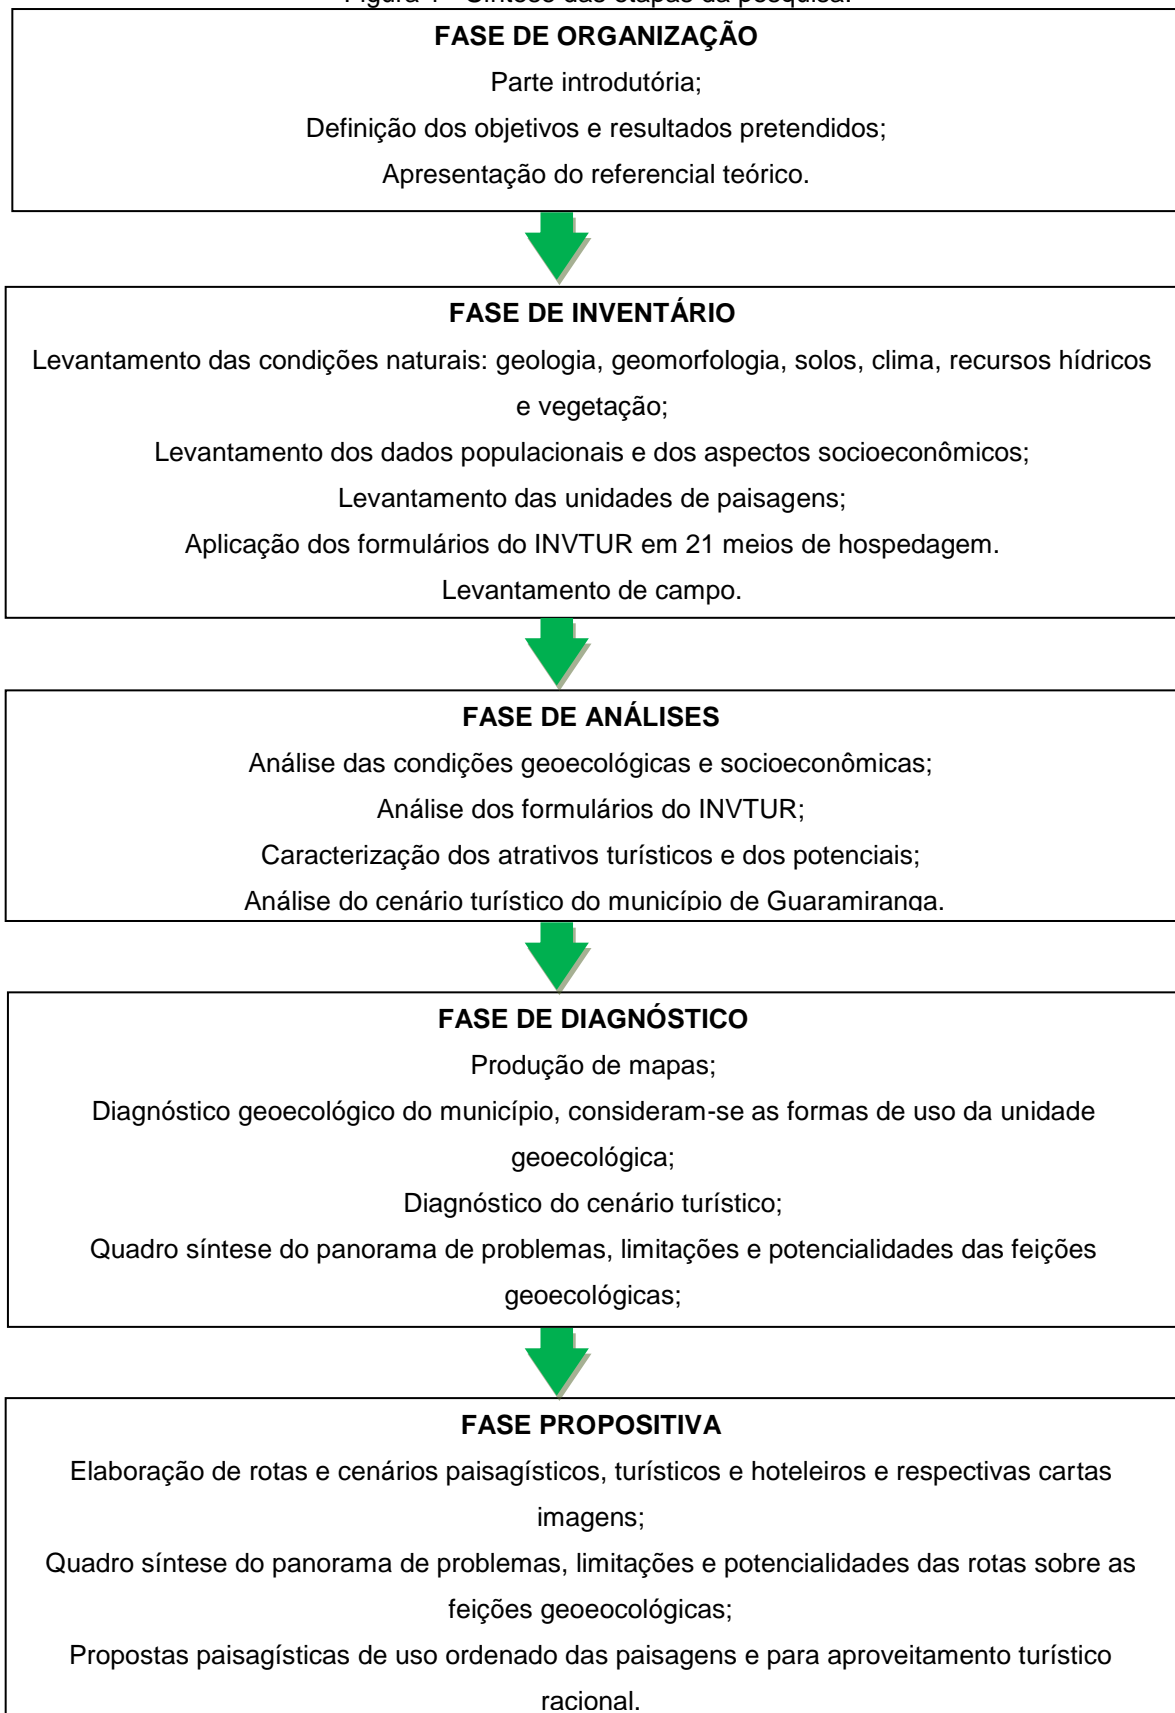 Figura 1 - Síntese das etapas da pesquisa.
FASE DE ORGANIZAÇÃO
Parte introdutória;
Definição dos objetivos e resultados pretendidos;
Apresentação do referencial teórico.
FASE DE INVENTÁRIO
Levantamento das condições naturais: geologia, geomorfologia, solos, clima, recursos hídricos
e vegetação;
Levantamento dos dados populacionais e dos aspectos socioeconômicos;
Levantamento das unidades de paisagens;
Aplicação dos formulários do INVTUR em 21 meios de hospedagem.
Levantamento de campo.
FASE DE ANÁLISES
Análise das condições geoecológicas e socioeconômicas;
Análise dos formulários do INVTUR;
Caracterização dos atrativos turísticos e dos potenciais;
Análise do cenário turístico do município de Guaramiranga.
FASE DE DIAGNÓSTICO
Produção de mapas;
Diagnóstico geoecológico do município, consideram-se as formas de uso da unidade
geoecológica;
Diagnóstico do cenário turístico;
Quadro síntese do panorama de problemas, limitações e potencialidades das feições
geoecológicas;
FASE PROPOSITIVA
Elaboração de rotas e cenários paisagísticos, turísticos e hoteleiros e respectivas cartas
imagens;
Quadro síntese do panorama de problemas, limitações e potencialidades das rotas sobre as
feições geoeocológicas;
Propostas paisagísticas de uso ordenado das paisagens e para aproveitamento turístico
racional.